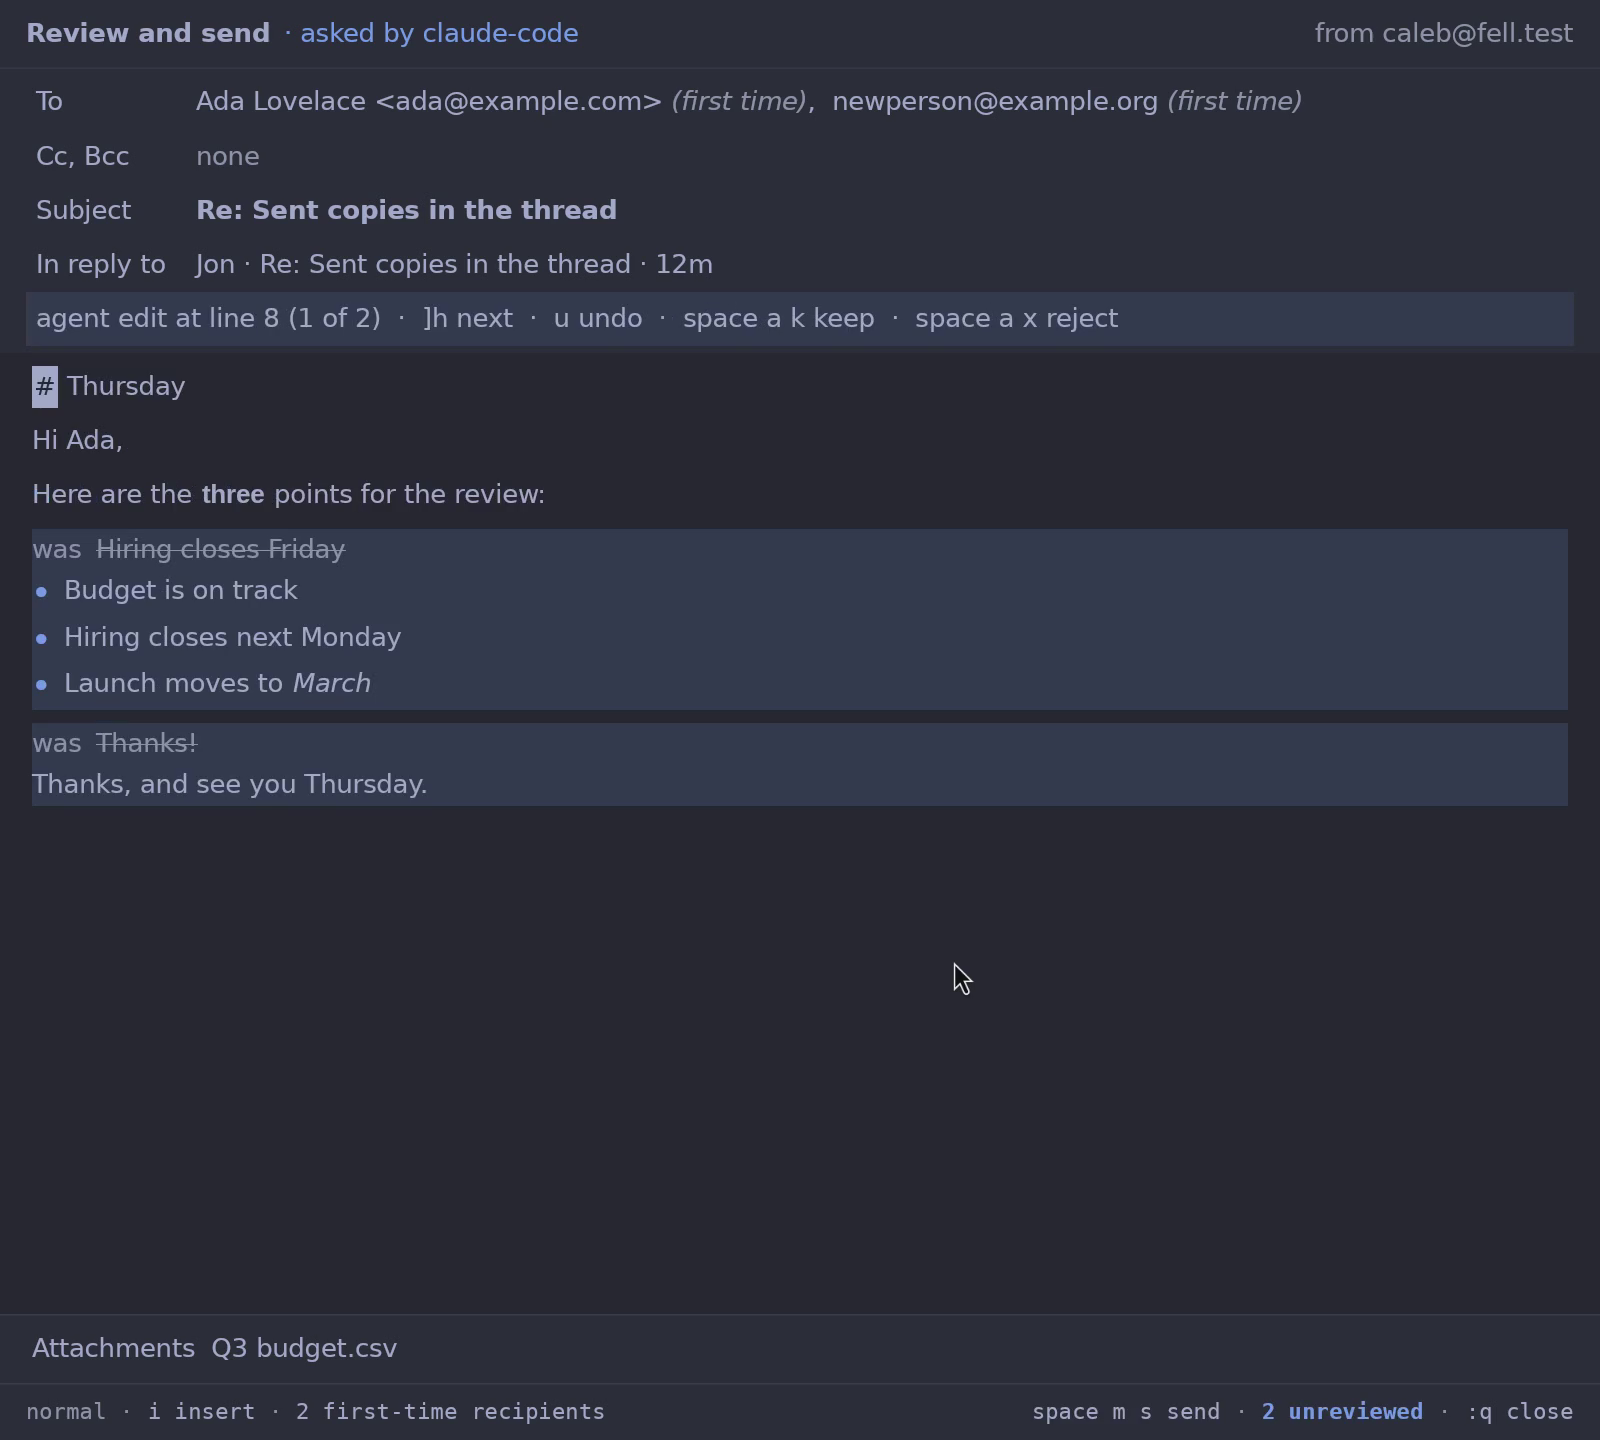 Review and send · asked by claude-code from caleb@fell.test
To Ada Lovelace <ada@example.com> (first time), newperson@example.org (first time)
Cc, Bcc none
Subject Re: Sent copies in the thread
In reply to Jon · Re: Sent copies in the thread · 12m
agent edit at line 8 (1 of 2) · ]h next · u undo · space a k keep · space a x reject
# Thursday
Hi Ada,
Here are the three points for the review:
was Hiring closes Friday
• Budget is on track
• Hiring closes next Monday
• Launch moves to March
was Thanks!
Thanks, and see you Thursday.
Attachments Q3 budget.csv
normal · i insert · 2 first-time recipients space m s send · 2 unreviewed · :q close